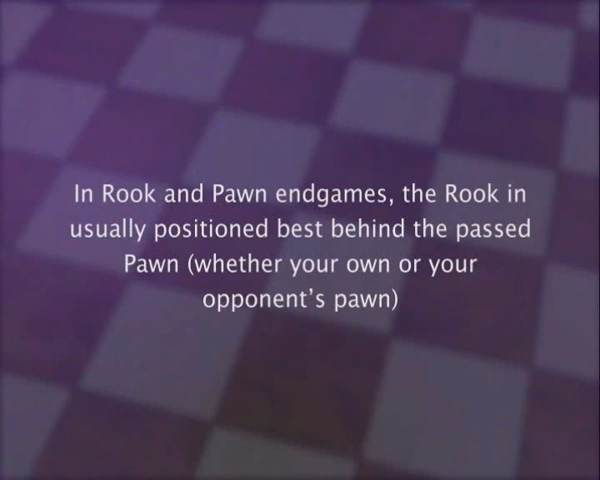 In Rook and Pawn endgames, the Rook in
usually positioned best behind the passed
Pawn (whether your own or your
opponent’s pawn)